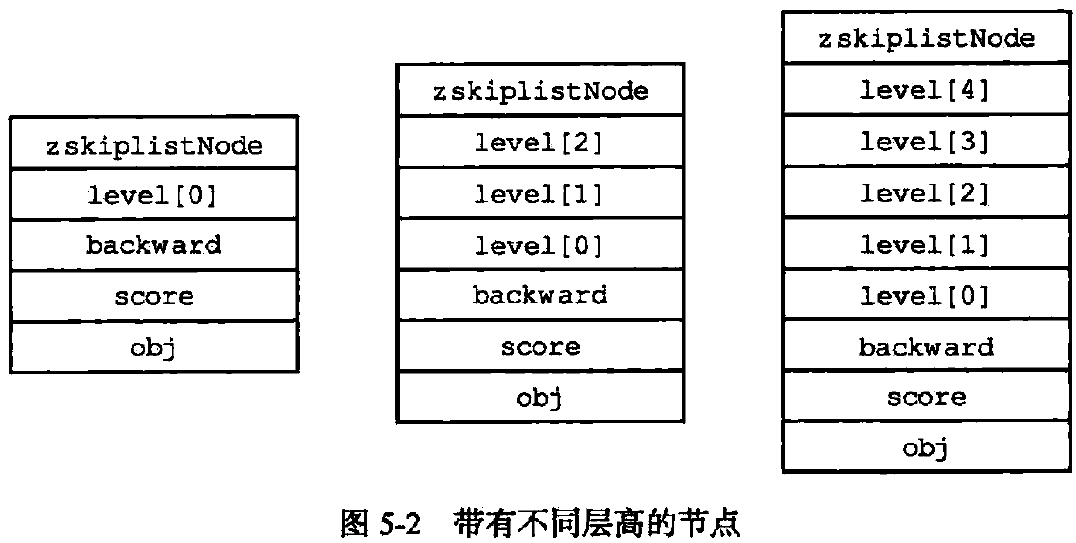 zskiplistNode
level[0]
backward
score
obj
zskiplistNode
level[2]
level[1]
level[0]
backward
score
obj
zskiplistNode
level[4]
level[3]
level[2]
level[1]
level[0]
backward
score
obj
图 5-2 带有不同层高的节点